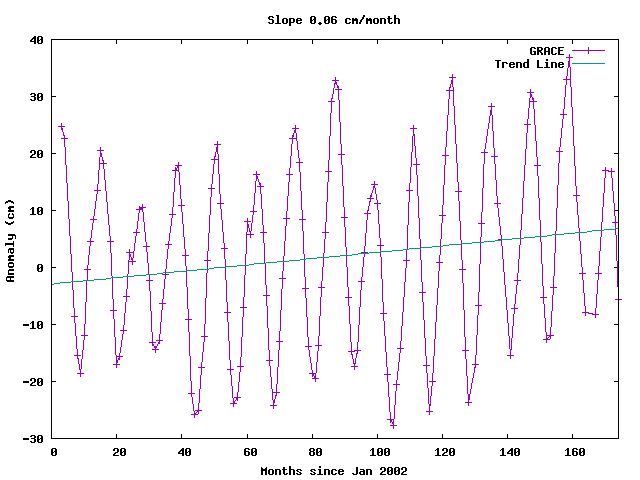 Slope 0.06 cm/month
GRACE
Trend Line
40
30
20
10
0
-10
-20
-30
Anomaly (cm)
0 20 40 60 80 100 120 140 160
Months since Jan 2002